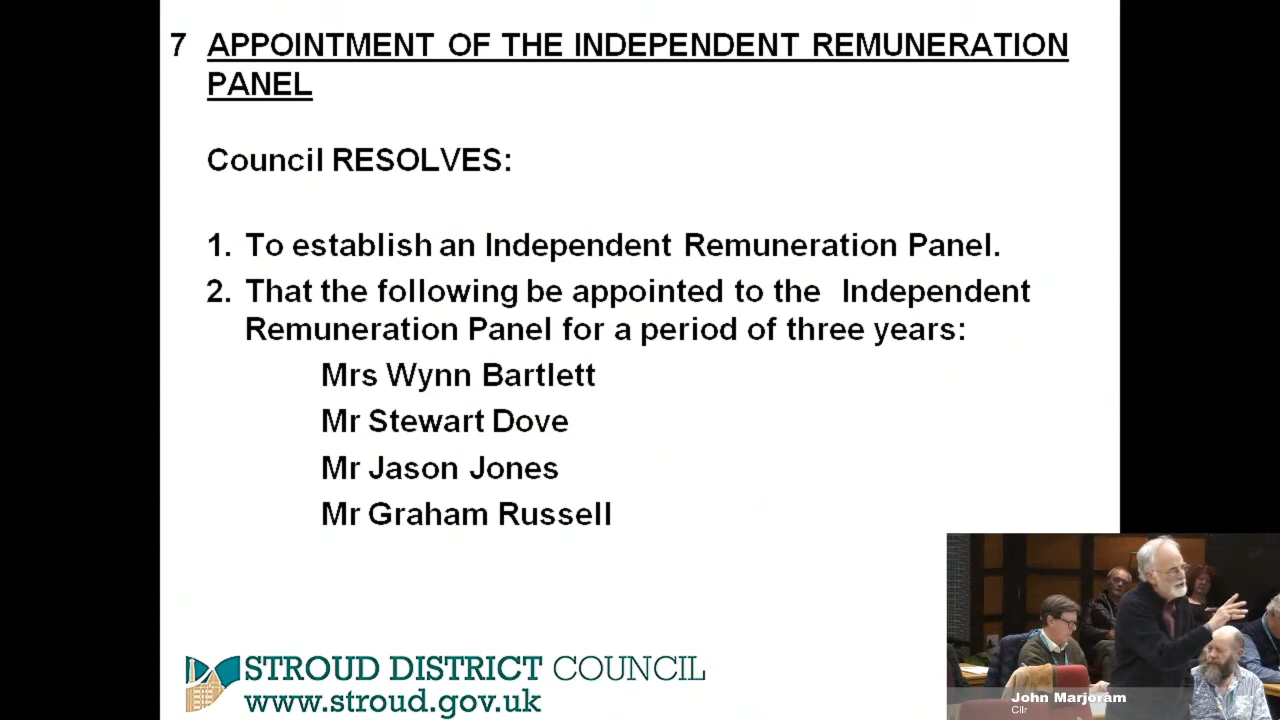 7 APPOINTMENT OF THE INDEPENDENT REMUNERATION
PANEL
Council RESOLVES:
1. To establish an Independent Remuneration Panel.
2. That the following be appointed to the Independent
Remuneration Panel for a period of three years:
Mrs Wynn Bartlett
Mr Stewart Dove
Mr Jason Jones
Mr Graham Russell
STROUD DISTRICT COUNCIL
www.stroud.gov.uk
John Marjoram
Cllr